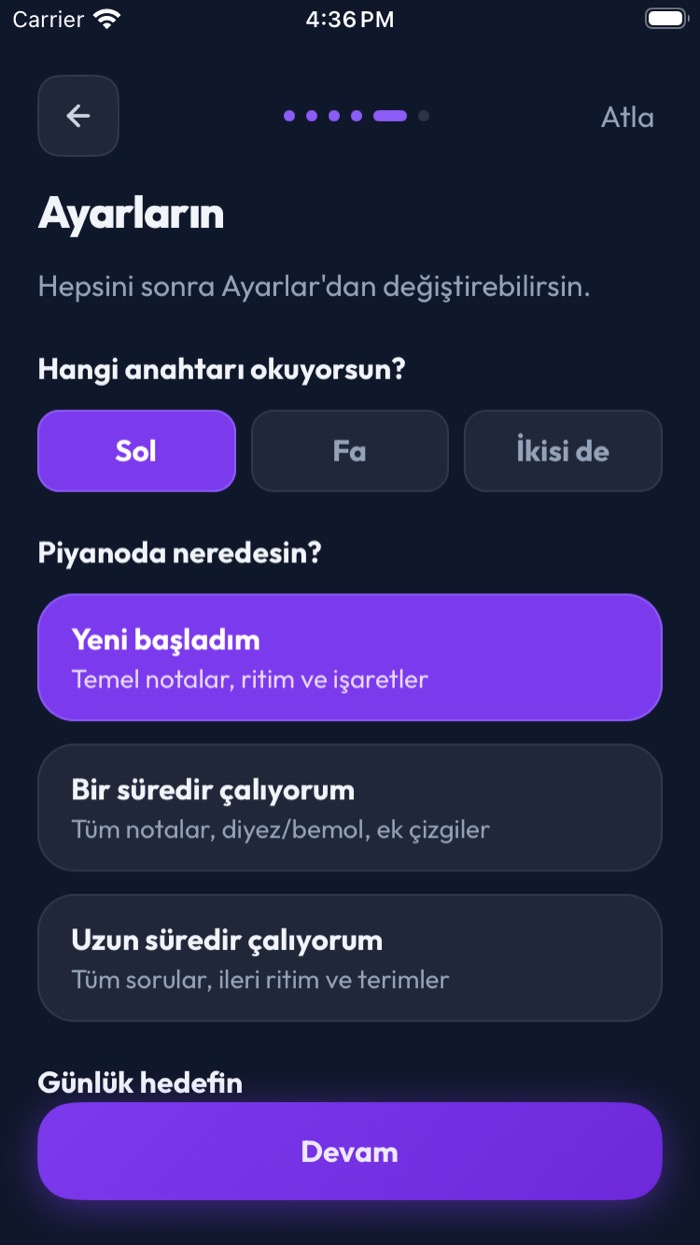 Carrier 4:36 PM
Atla
Ayarların
Hepsini sonra Ayarlar'dan değiştirebilirsin.
Hangi anahtarı okuyorsun?
Sol Fa İkisi de
Piyanoda neredesin?
Yeni başladım
Temel notalar, ritim ve işaretler
Bir süredir çalıyorum
Tüm notalar, diyez/bemol, ek çizgiler
Uzun süredir çalıyorum
Tüm sorular, ileri ritim ve terimler
Günlük hedefin
Devam